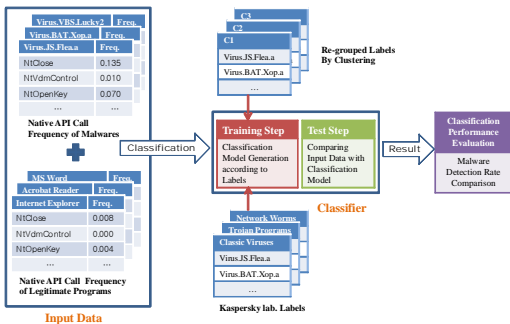 Virus.VBS.Lucky2 Freq.
Virus.BAT.Xop.a Freq.
Virus.JS.Flea.a Freq.
NtClose 0.135
NtVdmControl 0.010
NtOpenKey 0.070
... ...
Native API Call
Frequency of Malwares
MS Word Freq.
Acrobat Reader Freq.
Internet Explorer Freq.
NtClose 0.008
NtVdmControl 0.000
NtOpenKey 0.004
... ...
Native API Call Frequency
of Legitimate Programs
Input Data
Classification
C3
C2
C1
Virus.JS.Flea.a
Virus.BAT.Xop.a
...
Re-grouped Labels
By Clustering
Training Step
Classification
Model Generation
according to
Labels
Test Step
Comparing
Input Data with
Classification
Model
Classifier
Network Worms
Trojan Programs
Classic Viruses
Virus.JS.Flea.a
Virus.BAT.Xop.a
...
Kaspersky lab. Labels
Result
Classification
Performance
Evaluation
Malware
Detection Rate
Comparison